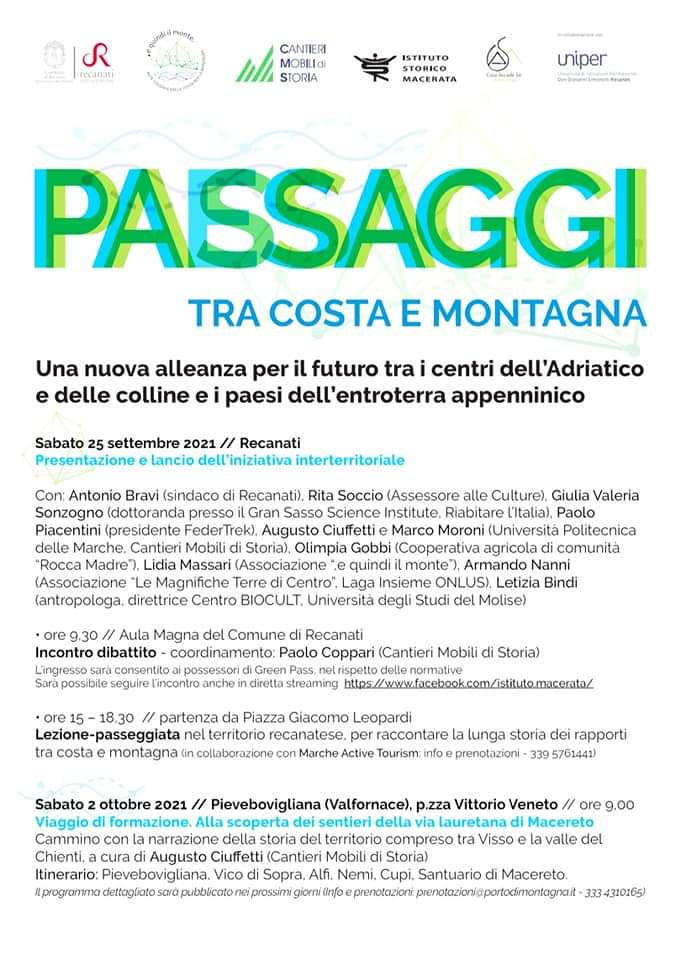 recanati
e quindi il monte.
CANTIERI
MOBILI di
STORIA
ISTITUTO
STORICO
MACERATA
in collaborazione con
uniper
Università di Istruzione Permanente
Don Giovanni Simonetti Recanati
PAESAGGI
TRA COSTA E MONTAGNA
Una nuova alleanza per il futuro tra i centri dell'Adriatico
e delle colline e i paesi dell'entroterra appenninico
Sabato 25 settembre 2021 // Recanati
Presentazione e lancio dell'iniziativa interterritoriale
Con: Antonio Bravi (sindaco di Recanati), Rita Soccio (Assessore alle Culture), Giulia Valeria
Sonzogno (dottoranda presso il Gran Sasso Science Institute, Riabitare l'Italia), Paolo
Piacentini (presidente FederTrek), Augusto Ciuffetti e Marco Moroni (Università Politecnica
delle Marche, Cantieri Mobili di Storia), Olimpia Gobbi (Cooperativa agricola di comunità
"Rocca Madre"), Lidia Massari (Associazione ",e quindi il monte"), Armando Nanni
(Associazione "Le Magnifiche Terre di Centro", Laga Insieme ONLUS), Letizia Bindi
(antropologa, direttrice Centro BIOCULT, Università degli Studi del Molise)
• ore 9,30 // Aula Magna del Comune di Recanati
Incontro dibattito - coordinamento: Paolo Coppari (Cantieri Mobili di Storia)
L'ingresso sarà consentito ai possessori di Green Pass, nel rispetto delle normative
Sarà possibile seguire l'incontro anche in diretta streaming https://www.facebook.com/istituto.macerata/
• ore 15 – 18,30 // partenza da Piazza Giacomo Leopardi
Lezione-passeggiata nel territorio recanatese, per raccontare la lunga storia dei rapporti
tra costa e montagna (in collaborazione con Marche Active Tourism: info e prenotazioni - 339 5761441)
Sabato 2 ottobre 2021 // Pievebovigliana (Valfornace), p.zza Vittorio Veneto // ore 9,00
Viaggio di formazione. Alla scoperta dei sentieri della via lauretana di Macereto
Cammino con la narrazione della storia del territorio compreso tra Visso e la valle del
Chienti, a cura di Augusto Ciuffetti (Cantieri Mobili di Storia)
Itinerario: Pievebovigliana, Vico di Sopra, Alfi, Nemi, Cupi, Santuario di Macereto.
Il programma dettagliato sarà pubblicato nei prossimi giorni (Info e prenotazioni: prenotazioni@portodimontagna.it - 333 4310165)